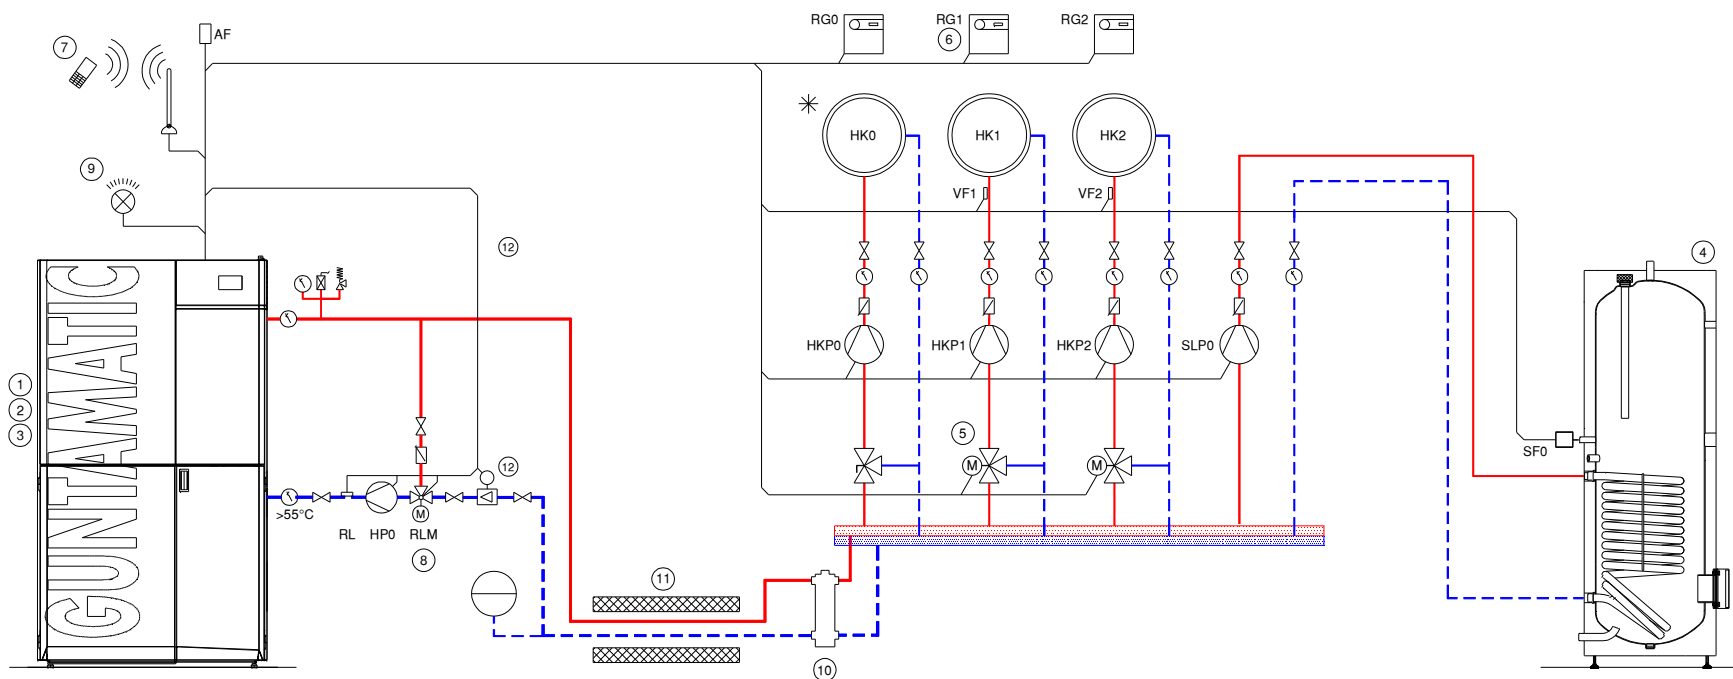 RG0
RG1
RG2
6
AF
7
HK0
HK1
HK2
9
VF1
VF2
12
4
GUNTAMATIC
HKP0
HKP1
HKP2
SLP0
1
2
3
5
M
M
SF0
12
>55°C
RL
HP0
RLM
M
8
11
10